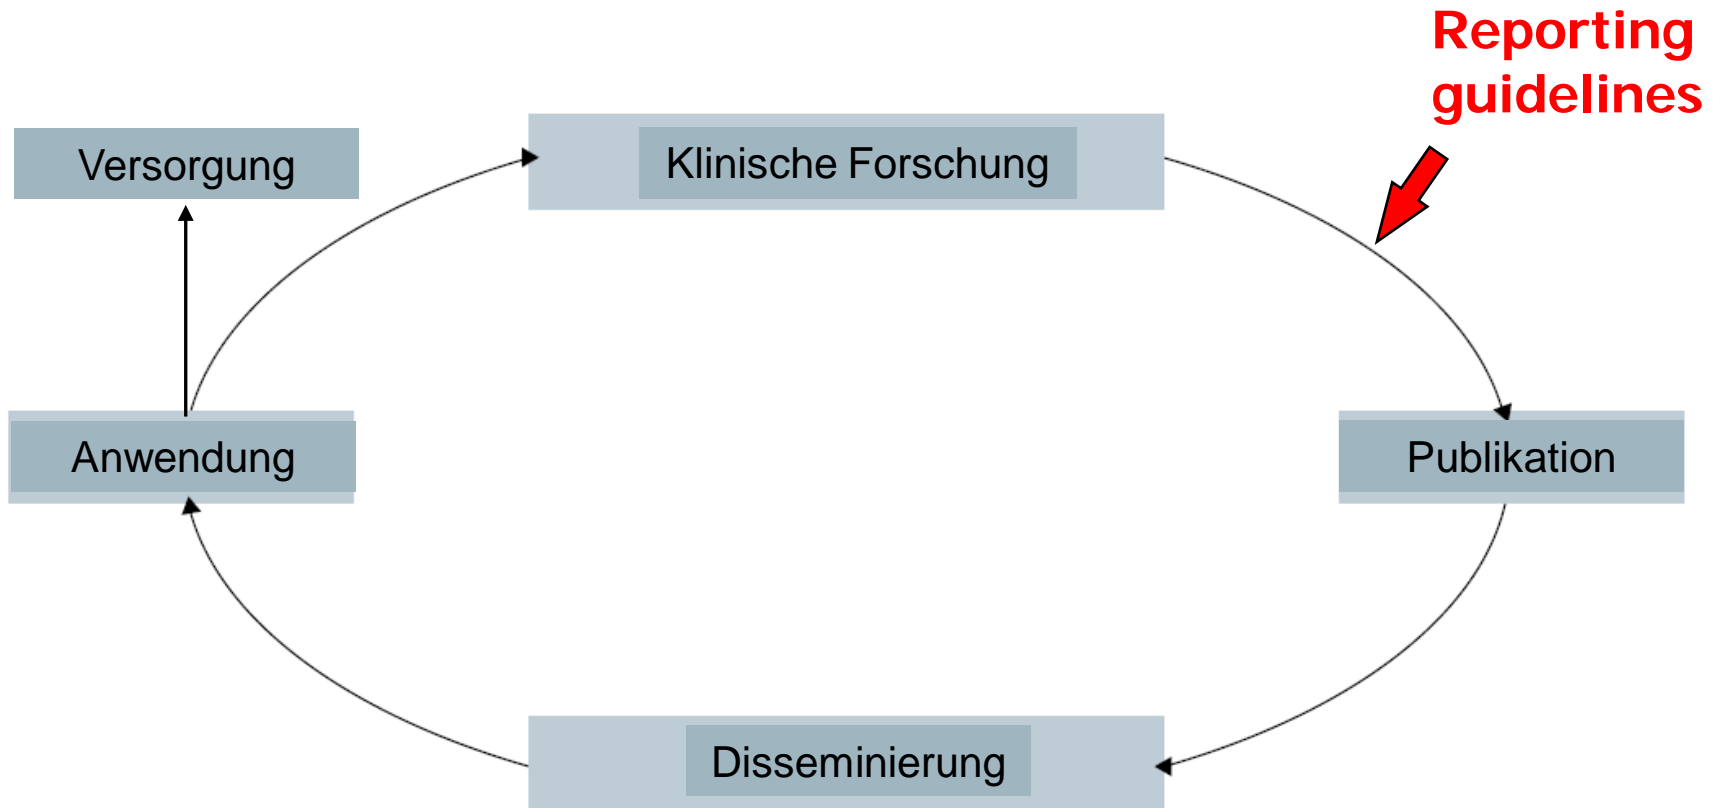 Reporting
guidelines
Versorgung
Klinische Forschung
Anwendung
Publikation
Disseminierung